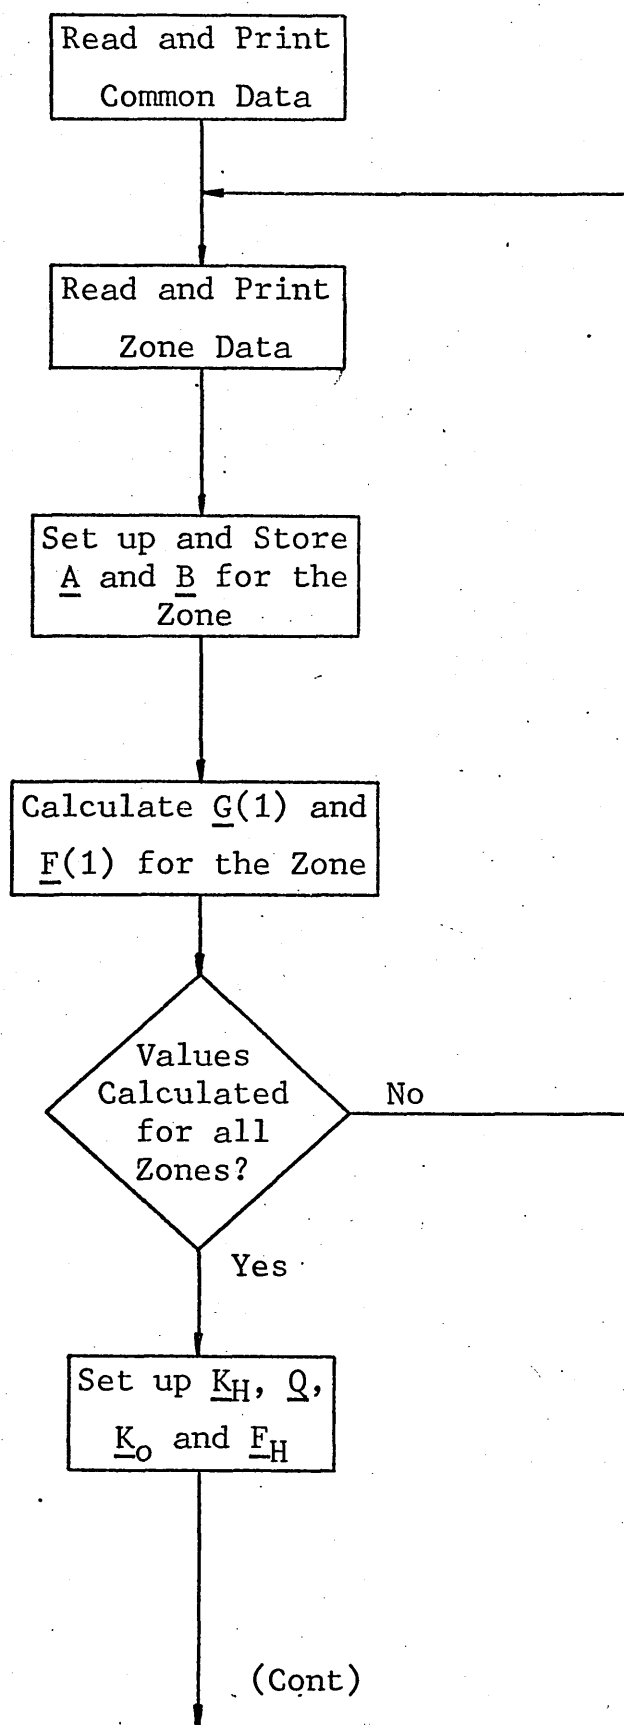 Read and Print
Common Data
Read and Print
Zone Data
Set up and Store
A and B for the
Zone
Calculate G(1) and
F(1) for the Zone
Values
Calculated
for all
Zones?
No
Yes
Set up K_H, Q,
K_o and F_H
(Cont)